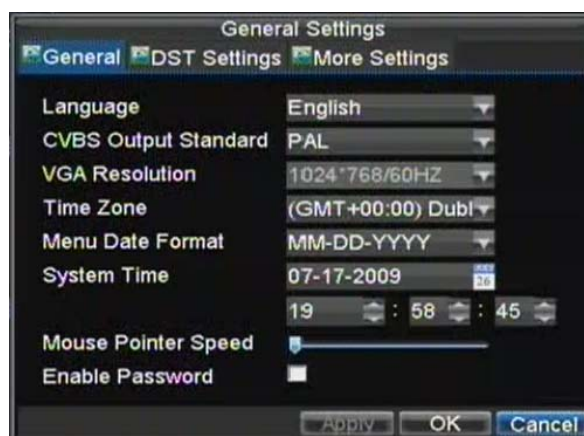 General Settings
General DST Settings More Settings
Language English
CVBS Output Standard PAL
VGA Resolution 1024*768/60HZ
Time Zone (GMT+00:00) Dubl
Menu Date Format MM-DD-YYYY
System Time 07-17-2009 26
19 : 58 : 45
Mouse Pointer Speed
Enable Password
Apply OK Cancel